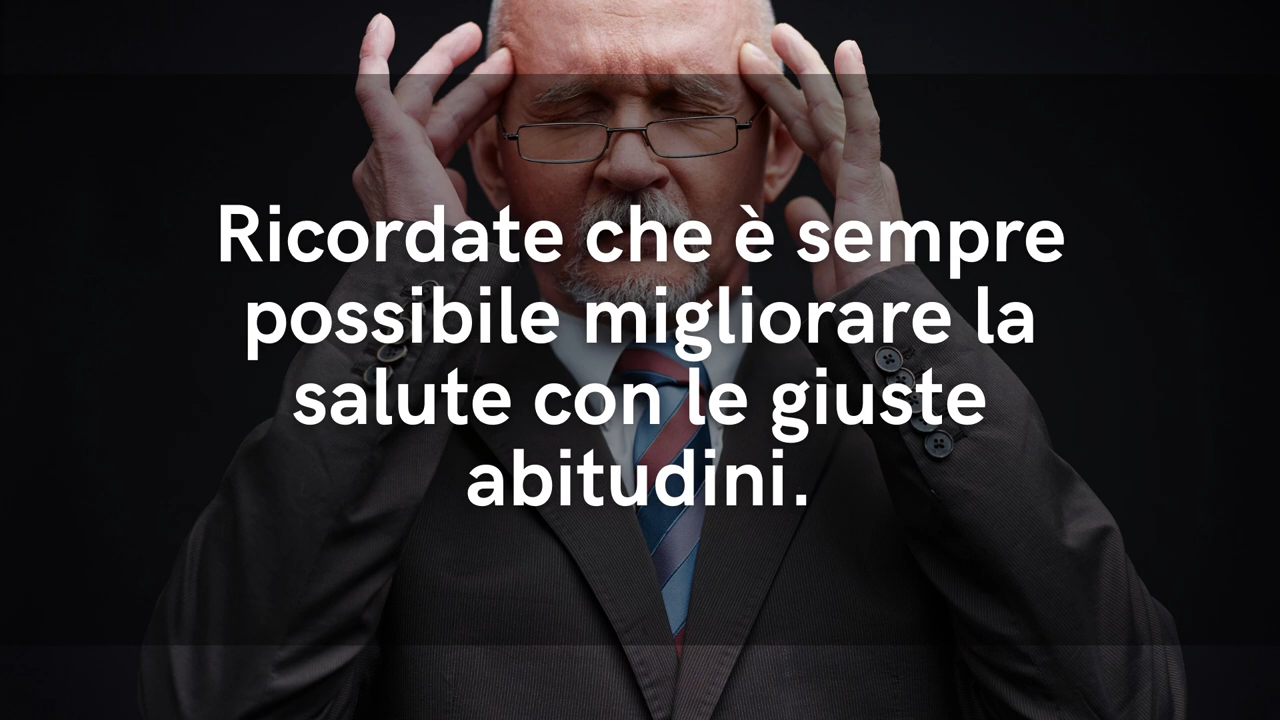 Ricordate che è sempre
possibile migliorare la
salute con le giuste
abitudini.